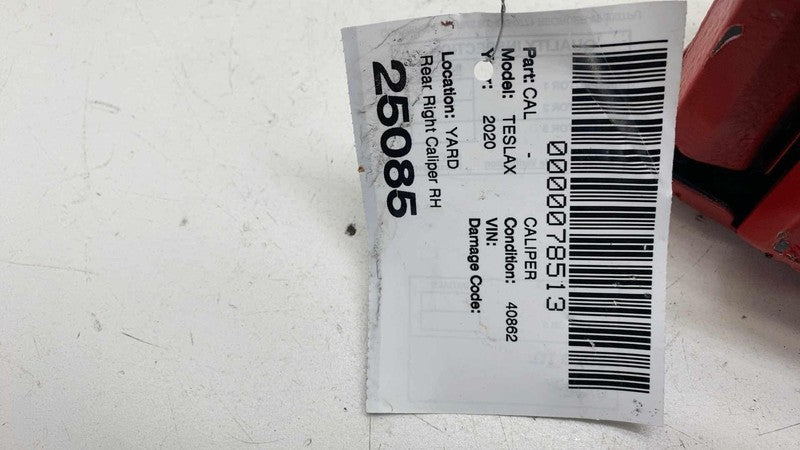 0000078513
Part: CAL - CALIPER
Model: TESLAX Condition: 40862
Year: 2020 VIN:
Damage Code:
Location: YARD
Rear Right Caliper RH
25085